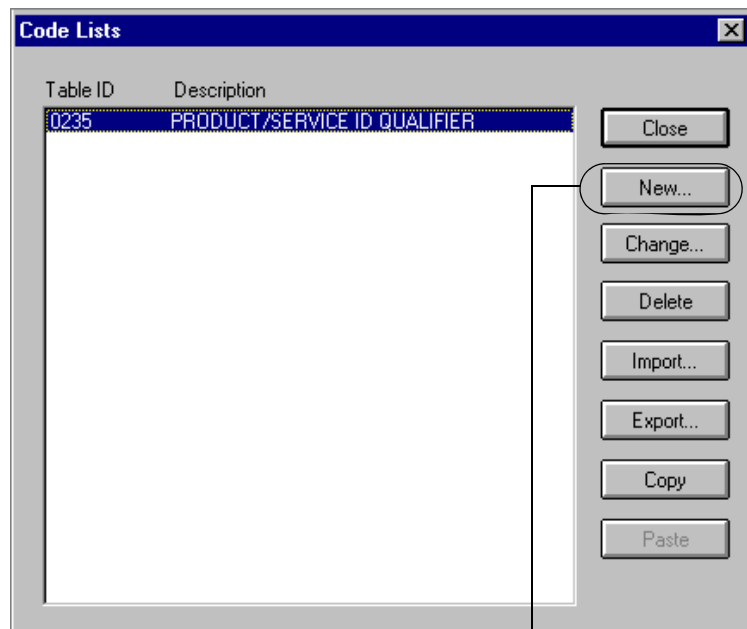 Code Lists
Table ID Description
0235 PRODUCT/SERVICE ID QUALIFIER
Close
New...
Change...
Delete
Import...
Export...
Copy
Paste